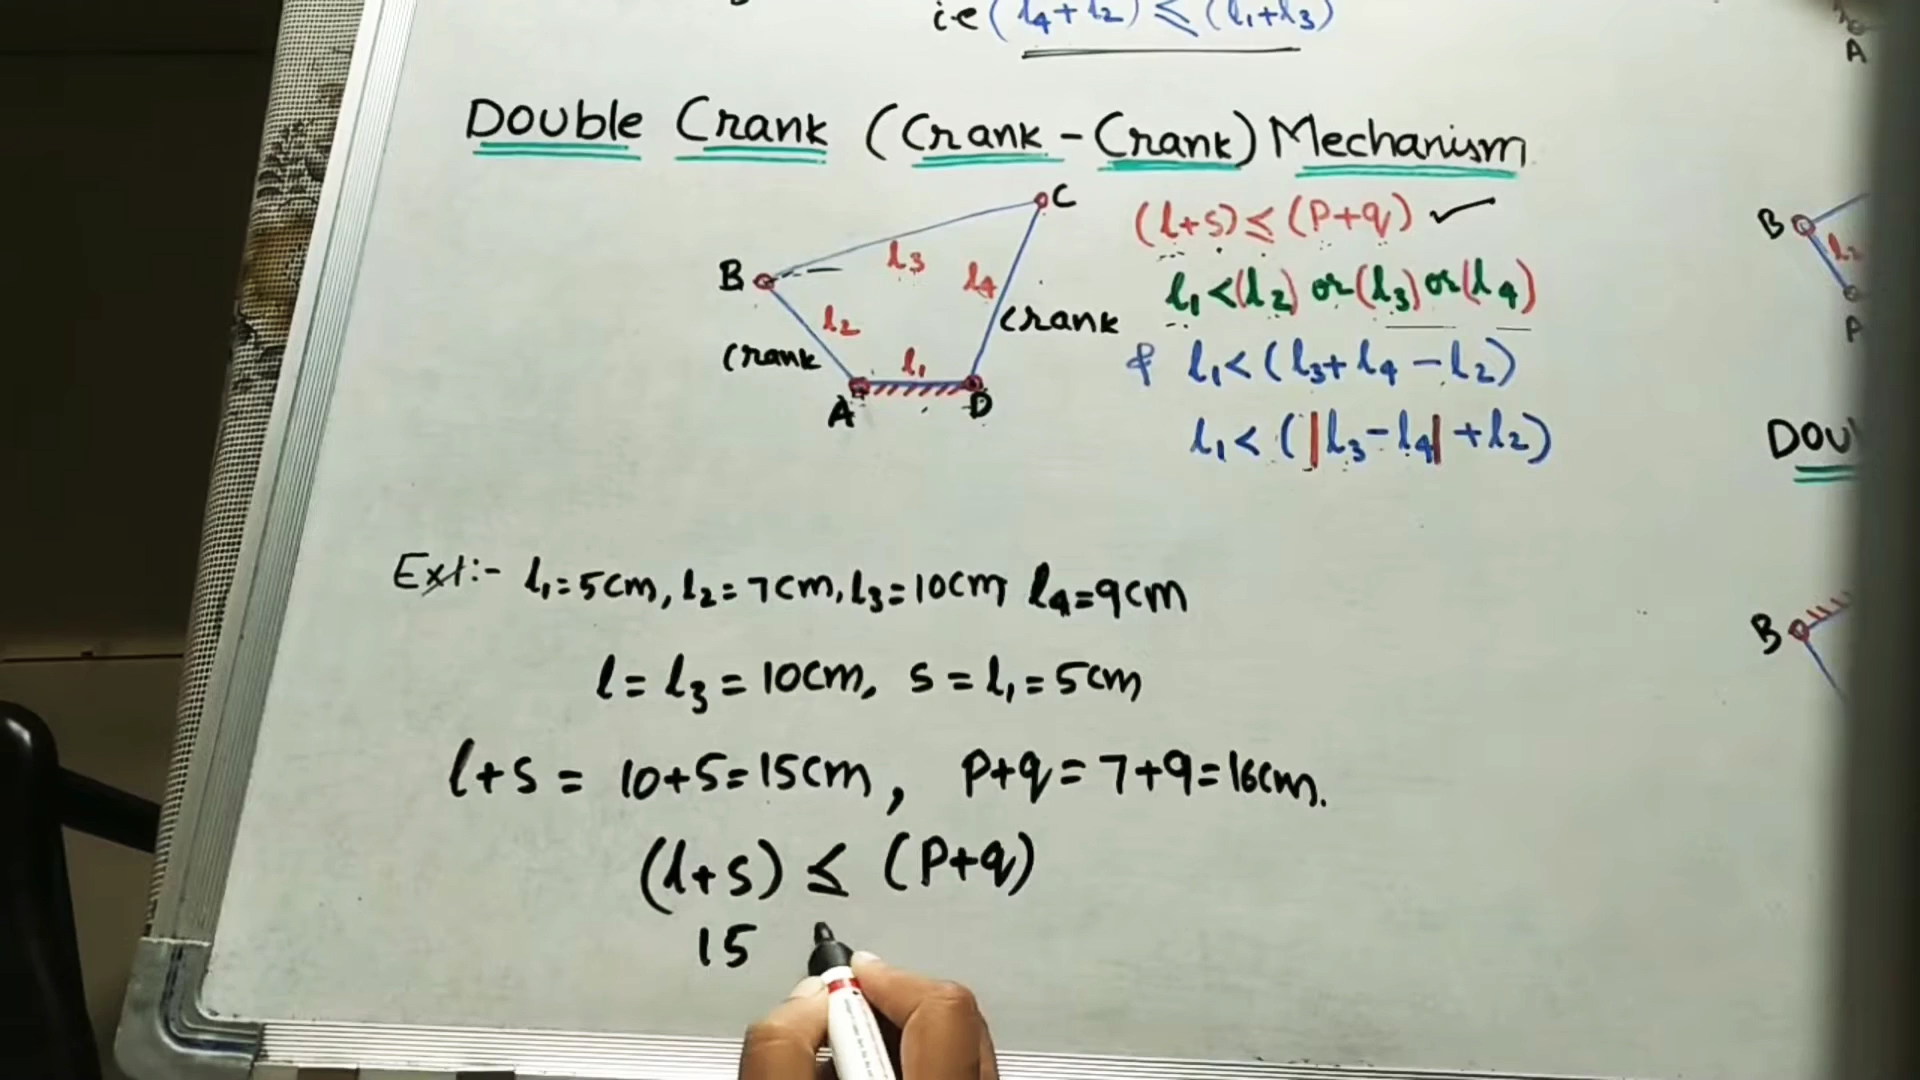 i.e (l4+l2) ≤ (l1+l3)
Double Crank (Crank-Crank) Mechanism
C
B
l3
l4
l2
crank
crank
l1
A
D
(l+s) ≤ (P+q) ✓
l1 < (l2) or (l3) or (l4)
& l1 < (l3+l4-l2)
l1 < (|l3-l4|+l2)
Ex1:- l1=5cm, l2=7cm, l3=10cm l4=9cm
l = l3 = 10cm, s = l1 = 5cm
l+s = 10+5=15cm, P+q = 7+9=16cm.
(l+s) ≤ (P+q)
15
A
B
l2
A
DOU
B